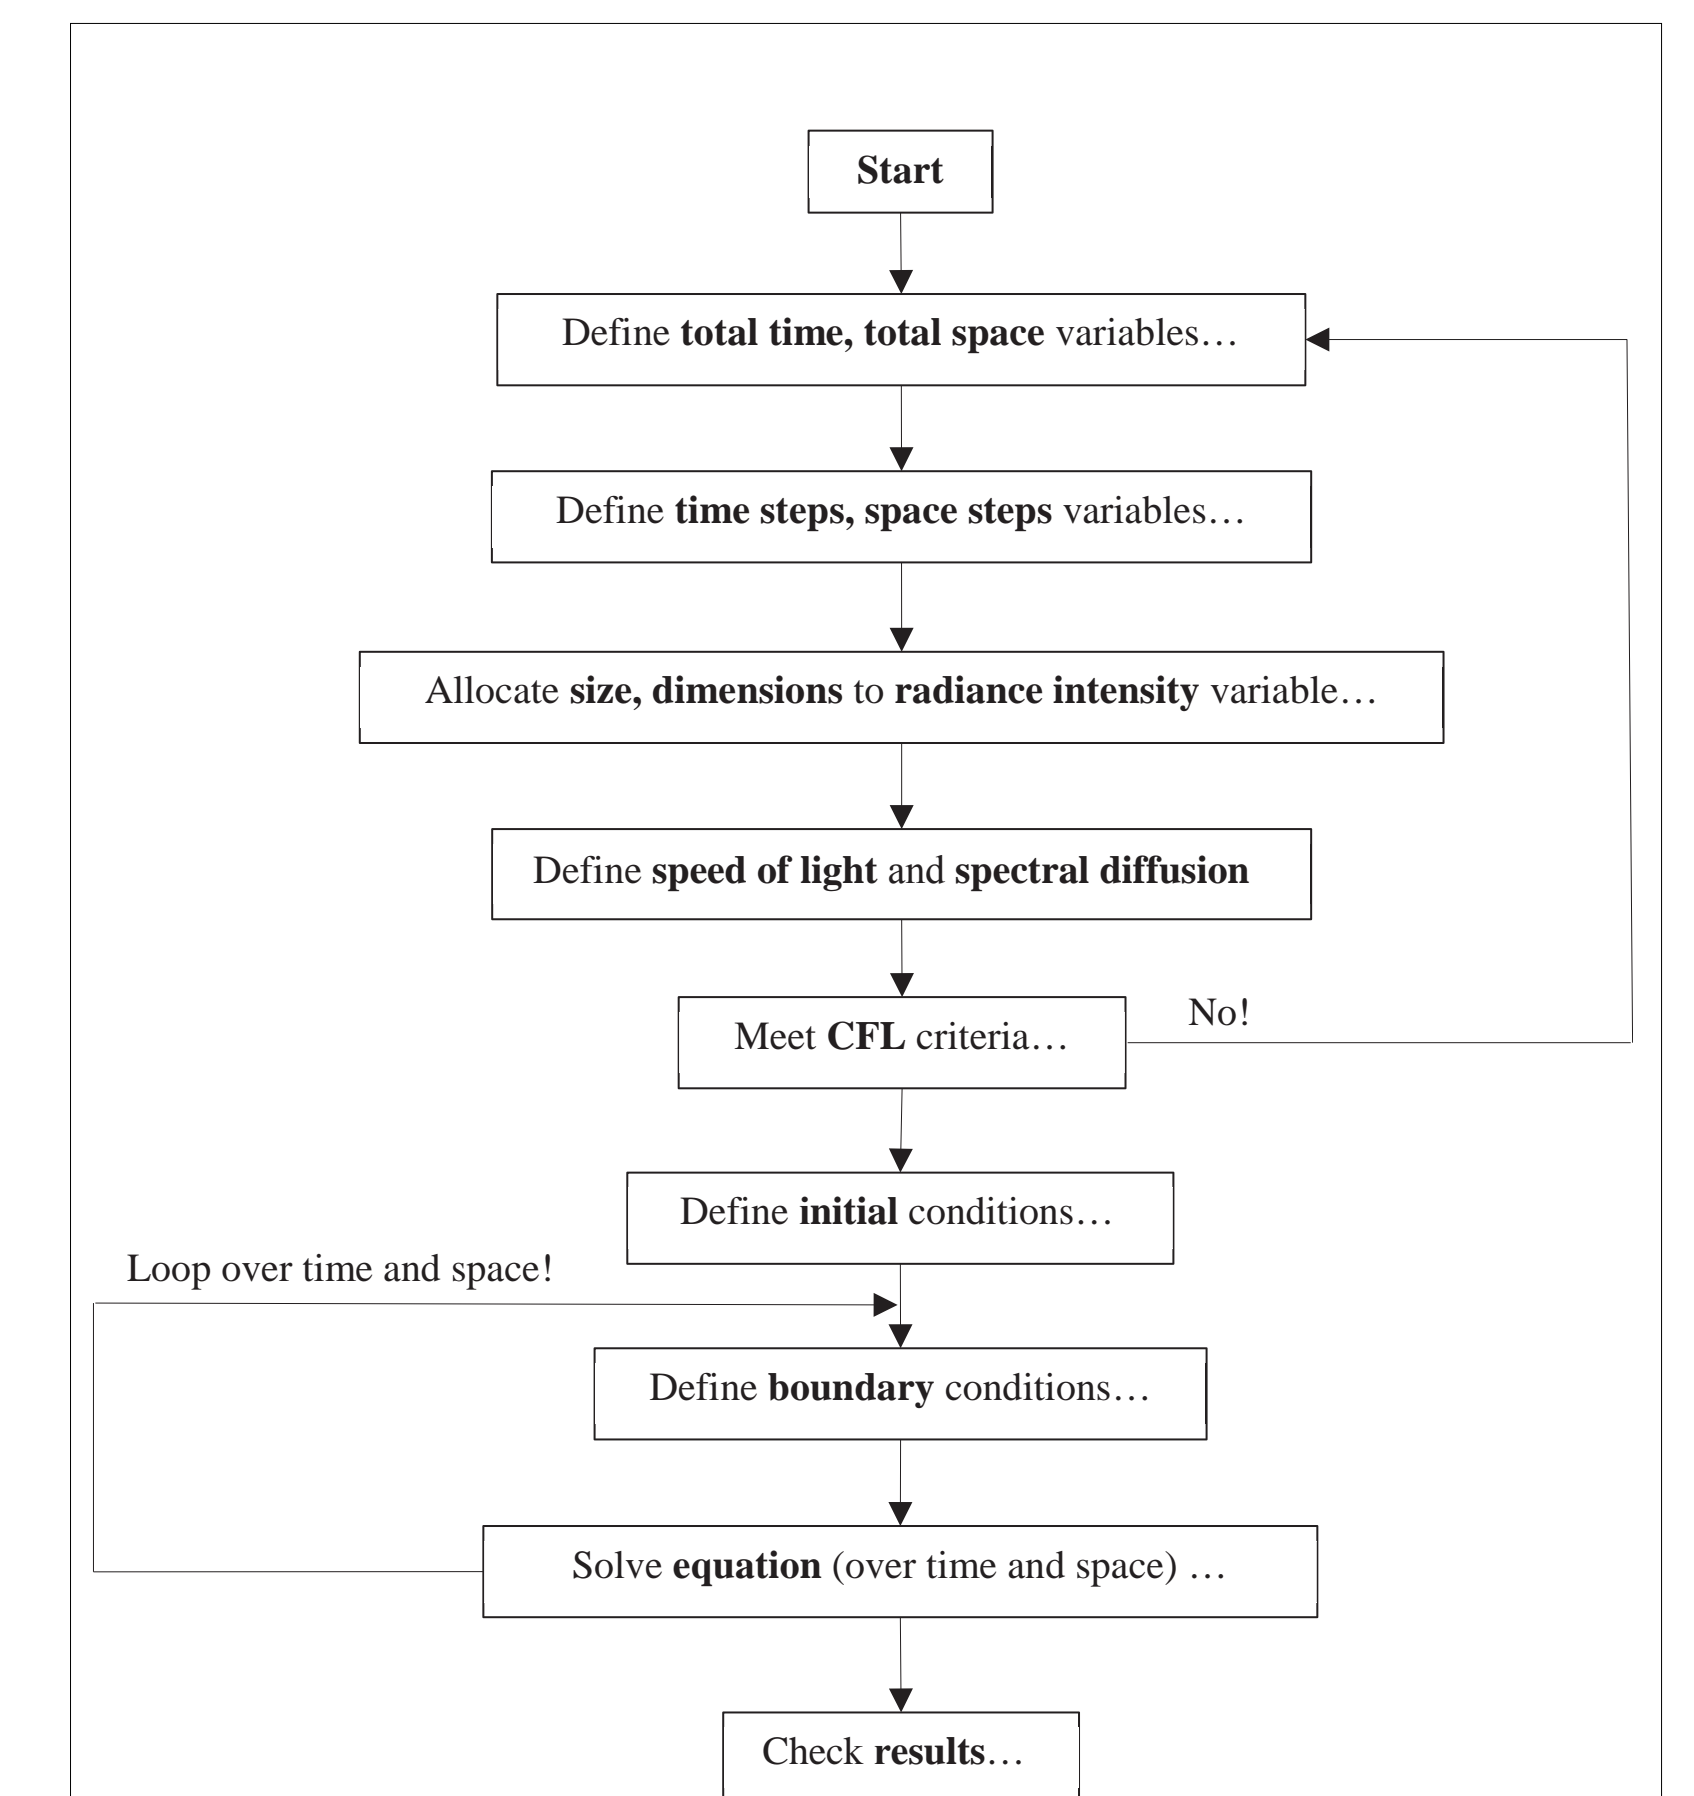 Start
Define total time, total space variables…
Define time steps, space steps variables…
Allocate size, dimensions to radiance intensity variable…
Define speed of light and spectral diffusion
Meet CFL criteria…
No!
Define initial conditions…
Loop over time and space!
Define boundary conditions…
Solve equation (over time and space) …
Check results…